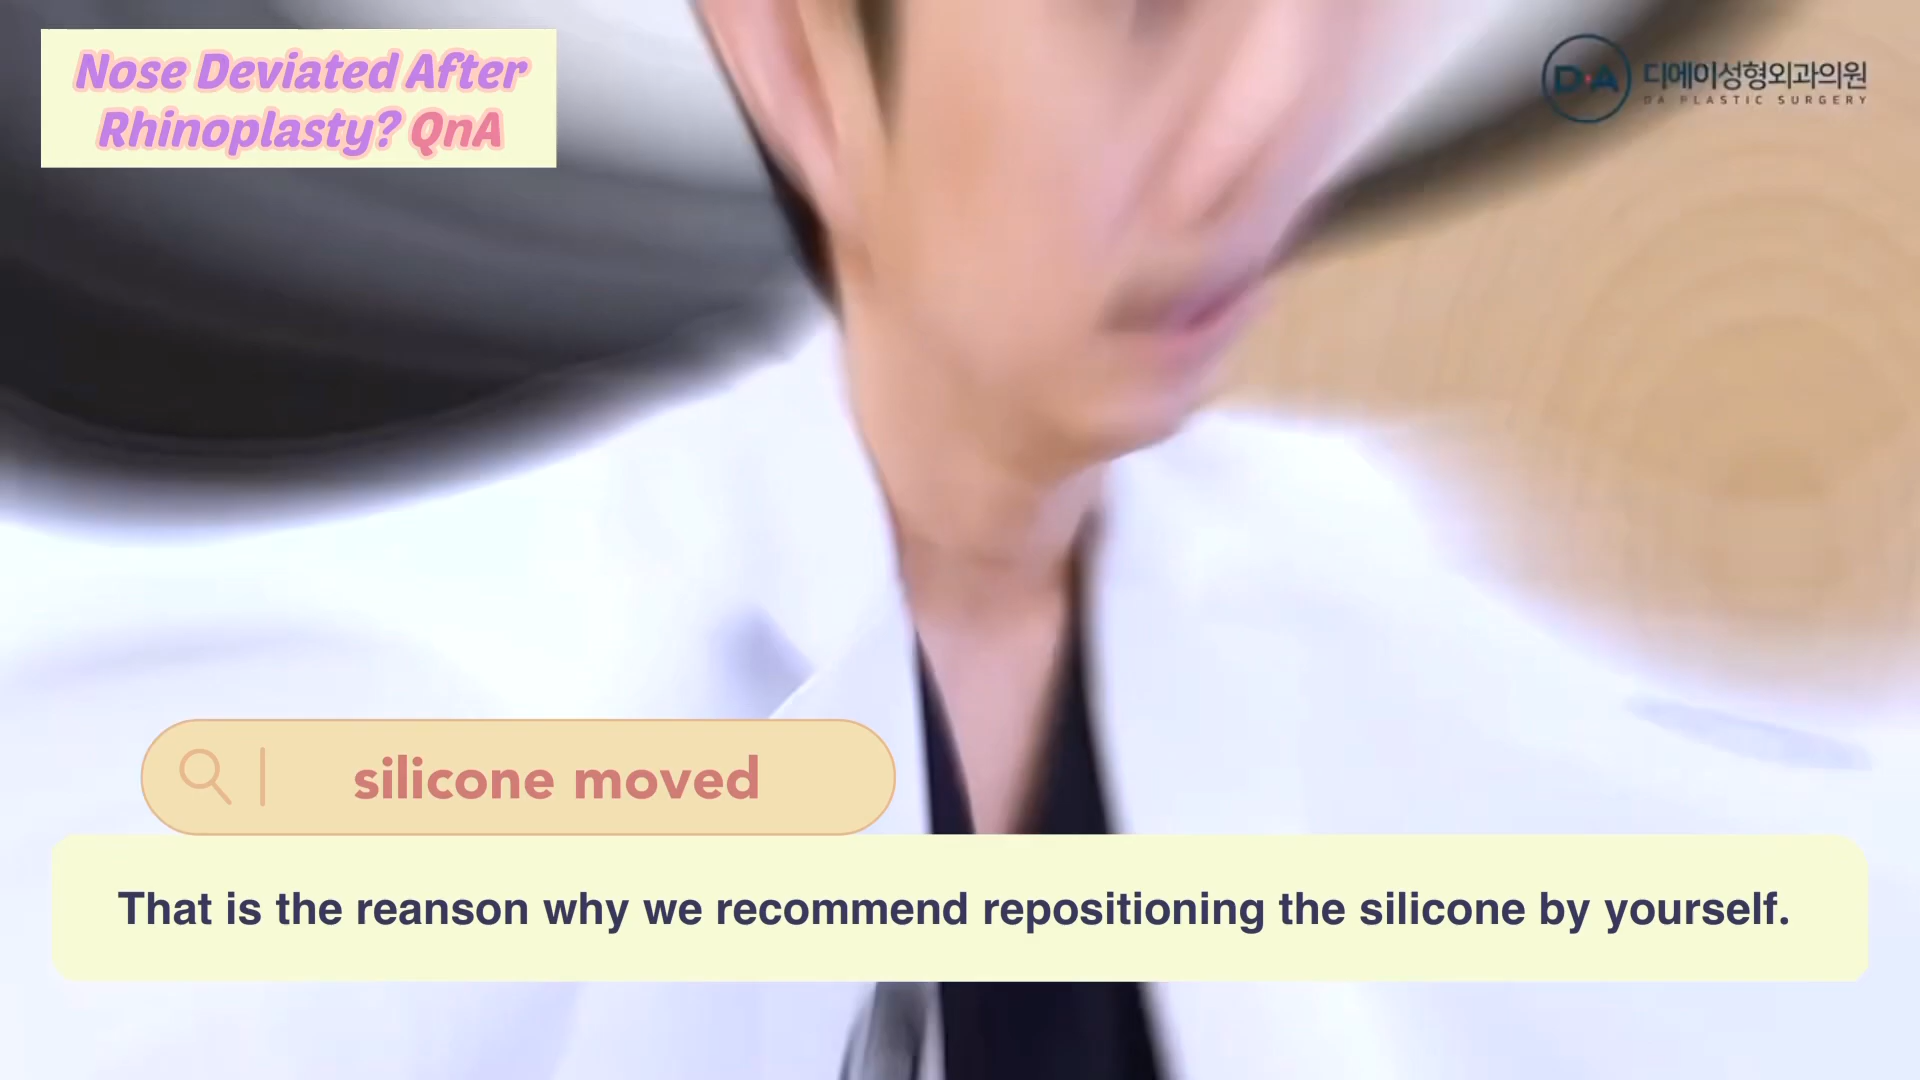 Nose Deviated After
Rhinoplasty? QnA
D·A 디에이성형외과의원
DA PLASTIC SURGERY
silicone moved
That is the reanson why we recommend repositioning the silicone by yourself.